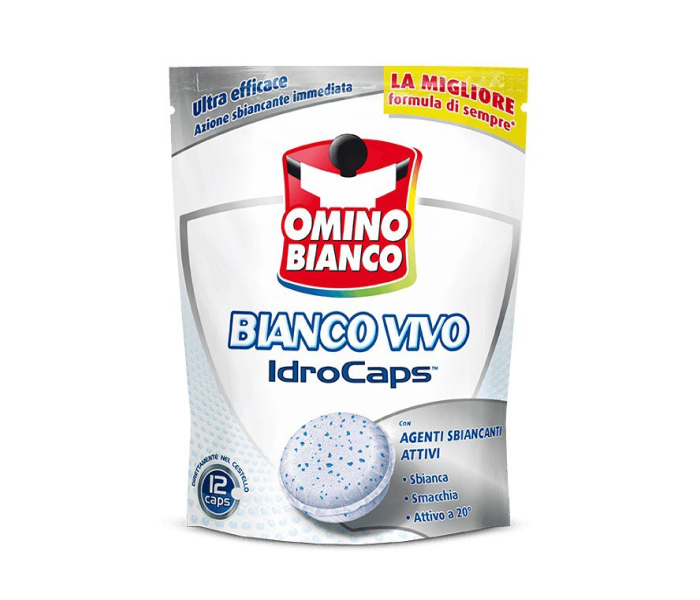 Ultra efficace
Azione sbiancante immediata
LA MIGLIORE
formula di sempre*
OMINO
BIANCO
BIANCO VIVO
IdroCaps™
CON
AGENTI SBIANCANTI
ATTIVI
• Sbianca
• Smacchia
• Attivo a 20°
DIRETTAMENTE NEL CESTELLO
12
caps